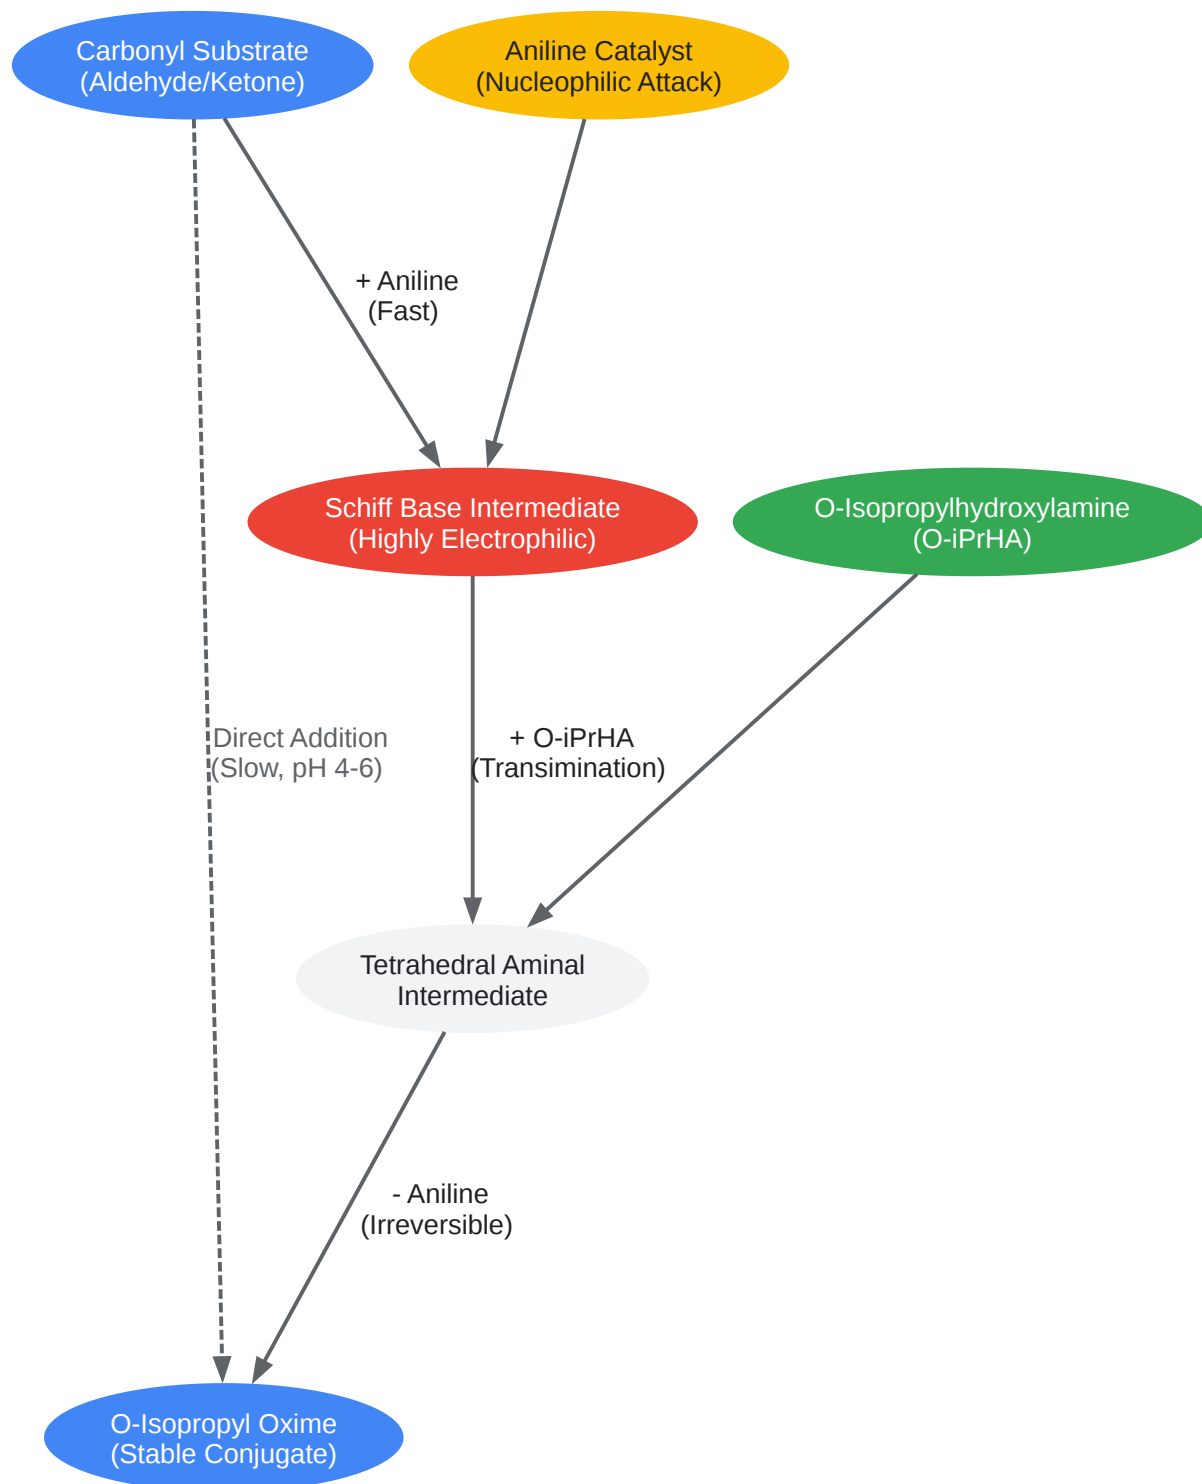 Carbonyl Substrate
(Aldehyde/Ketone)
Aniline Catalyst
(Nucleophilic Attack)
+ Aniline
(Fast)
Schiff Base Intermediate
(Highly Electrophilic)
O-Isopropylhydroxylamine
(O-iPrHA)
Direct Addition
(Slow, pH 4-6)
+ O-iPrHA
(Transimination)
Tetrahedral Aminal
Intermediate
- Aniline
(Irreversible)
O-Isopropyl Oxime
(Stable Conjugate)